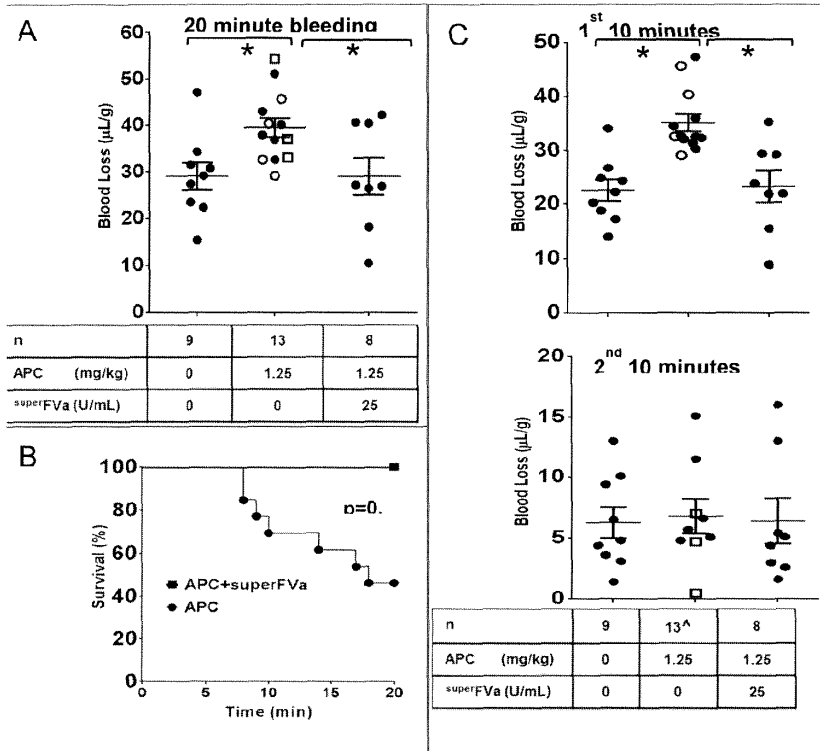 A
20 minute bleeding
*
*
60
50
40
30
20
10
0
Blood Loss (µL/g)
n 9 13 8
APC (mg/kg) 0 1.25 1.25
superFVa (U/mL) 0 0 25
B
100
80
60
40
20
0
Survival (%)
p=0.
APC+superFVa
APC
0 5 10 15 20
Time (min)
C
1st 10 minutes
*
*
50
40
30
20
10
0
Blood Loss (µL/g)
2nd 10 minutes
20
15
10
5
0
Blood Loss (µL/g)
n 9 13^ 8
APC (mg/kg) 0 1.25 1.25
superFVa (U/mL) 0 0 25